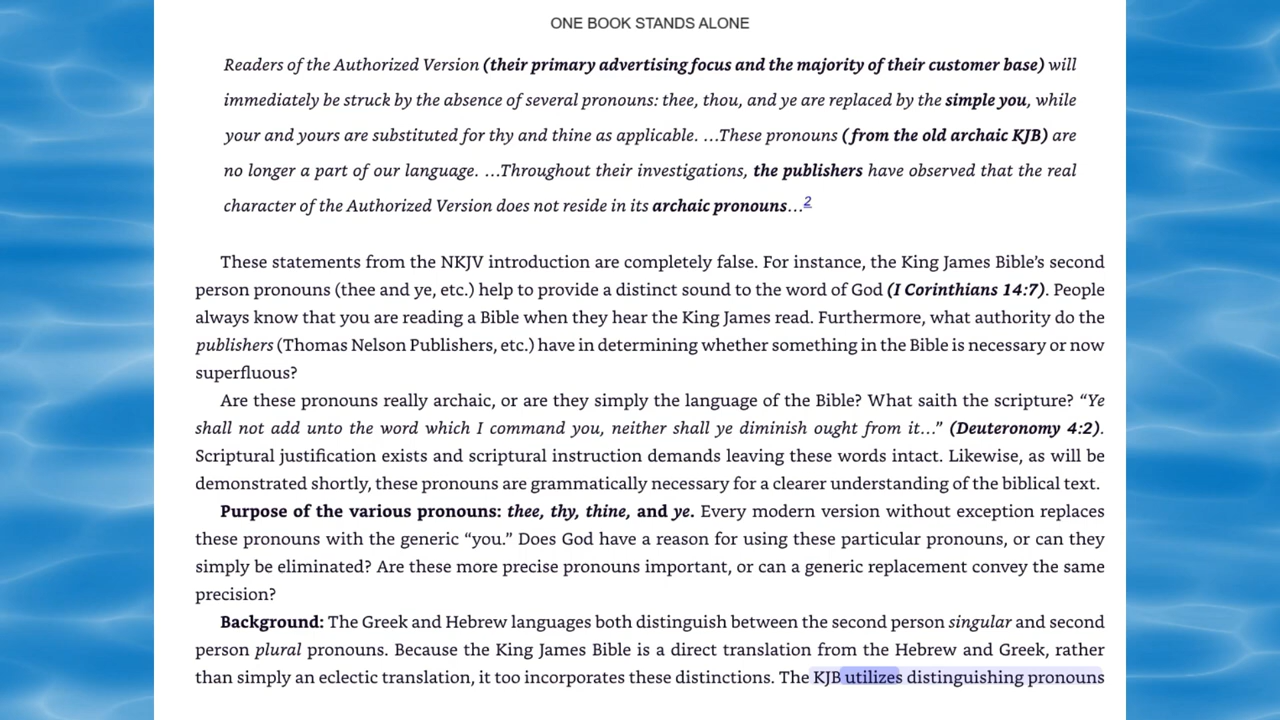 ONE BOOK STANDS ALONE
Readers of the Authorized Version (their primary advertising focus and the majority of their customer base) will
immediately be struck by the absence of several pronouns: thee, thou, and ye are replaced by the simple you, while
your and yours are substituted for thy and thine as applicable. …These pronouns (from the old archaic KJB) are
no longer a part of our language. …Throughout their investigations, the publishers have observed that the real
character of the Authorized Version does not reside in its archaic pronouns…2
These statements from the NKJV introduction are completely false. For instance, the King James Bible's second
person pronouns (thee and ye, etc.) help to provide a distinct sound to the word of God (I Corinthians 14:7). People
always know that you are reading a Bible when they hear the King James read. Furthermore, what authority do the
publishers (Thomas Nelson Publishers, etc.) have in determining whether something in the Bible is necessary or now
superfluous?
Are these pronouns really archaic, or are they simply the language of the Bible? What saith the scripture? “Ye
shall not add unto the word which I command you, neither shall ye diminish ought from it…” (Deuteronomy 4:2).
Scriptural justification exists and scriptural instruction demands leaving these words intact. Likewise, as will be
demonstrated shortly, these pronouns are grammatically necessary for a clearer understanding of the biblical text.
Purpose of the various pronouns: thee, thy, thine, and ye. Every modern version without exception replaces
these pronouns with the generic “you.” Does God have a reason for using these particular pronouns, or can they
simply be eliminated? Are these more precise pronouns important, or can a generic replacement convey the same
precision?
Background: The Greek and Hebrew languages both distinguish between the second person singular and second
person plural pronouns. Because the King James Bible is a direct translation from the Hebrew and Greek, rather
than simply an eclectic translation, it too incorporates these distinctions. The KJB utilizes distinguishing pronouns